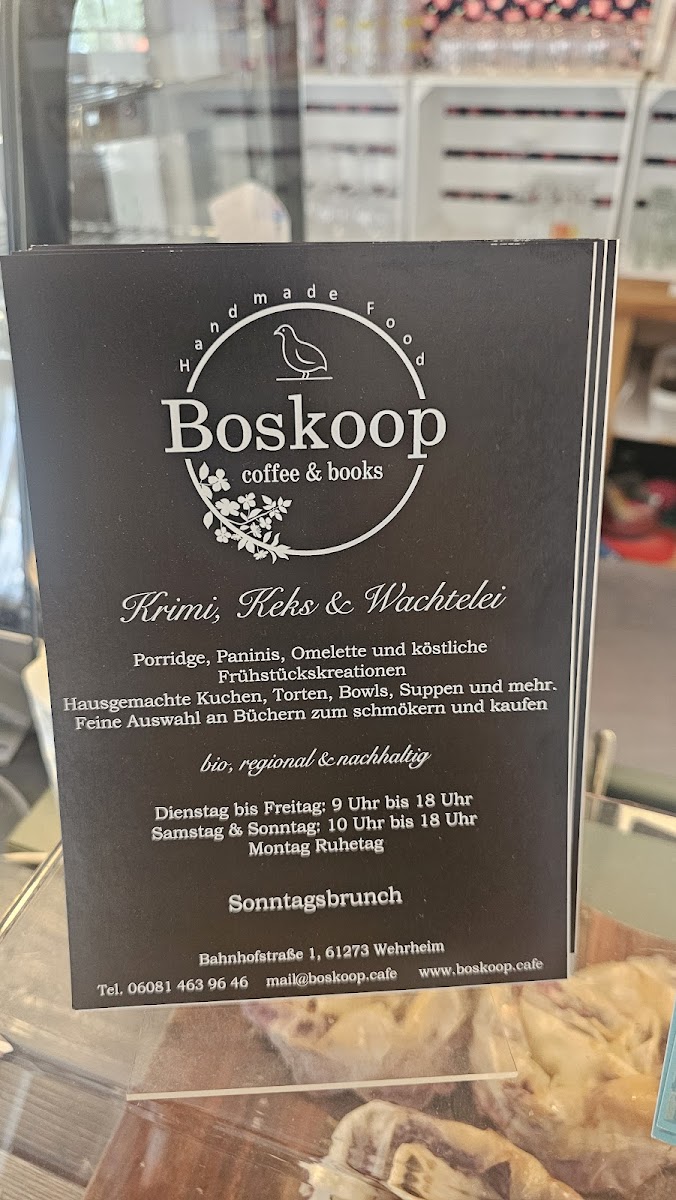 Handmade Food
Boskoop
coffee & books
Krimi, Keks & Wachtelei
Porridge, Paninis, Omelette und köstliche
Frühstückskreationen
Hausgemachte Kuchen, Torten, Bowls, Suppen und mehr.
Feine Auswahl an Büchern zum schmökern und kaufen
bio, regional & nachhaltig
Dienstag bis Freitag: 9 Uhr bis 18 Uhr
Samstag & Sonntag: 10 Uhr bis 18 Uhr
Montag Ruhetag
Sonntagsbrunch
Bahnhofstraße 1, 61273 Wehrheim
Tel. 06081 463 96 46 mail@boskoop.cafe www.boskoop.cafe